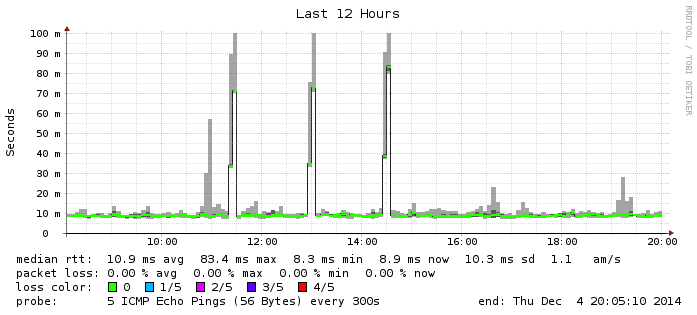 Last 12 Hours
RRDTOOL / TOBI OETIKER
Seconds
100 m
90 m
80 m
70 m
60 m
50 m
40 m
30 m
20 m
10 m
0
10:00 12:00 14:00 16:00 18:00 20:00
median rtt: 10.9 ms avg 83.4 ms max 8.3 ms min 8.9 ms now 10.3 ms sd 1.1 am/s
packet loss: 0.00 % avg 0.00 % max 0.00 % min 0.00 % now
loss color: 0 1/5 2/5 3/5 4/5
probe: 5 ICMP Echo Pings (56 Bytes) every 300s end: Thu Dec 4 20:05:10 2014